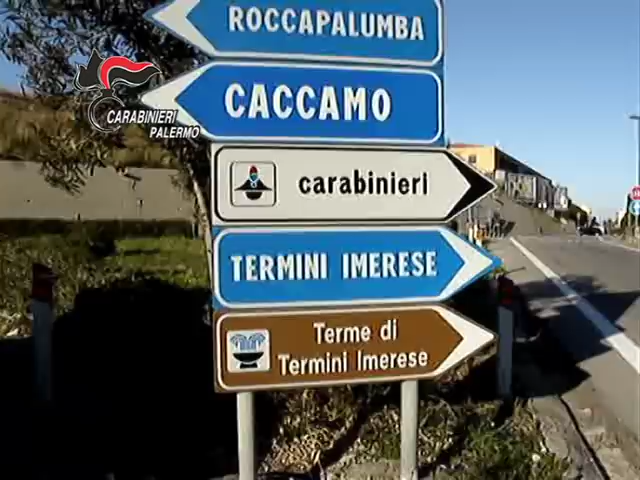 ROCCAPALUMBA
CACCAMO
CARABINIERI
PALERMO
carabinieri
TERMINI IMERESE
Terme di
Termini Imerese